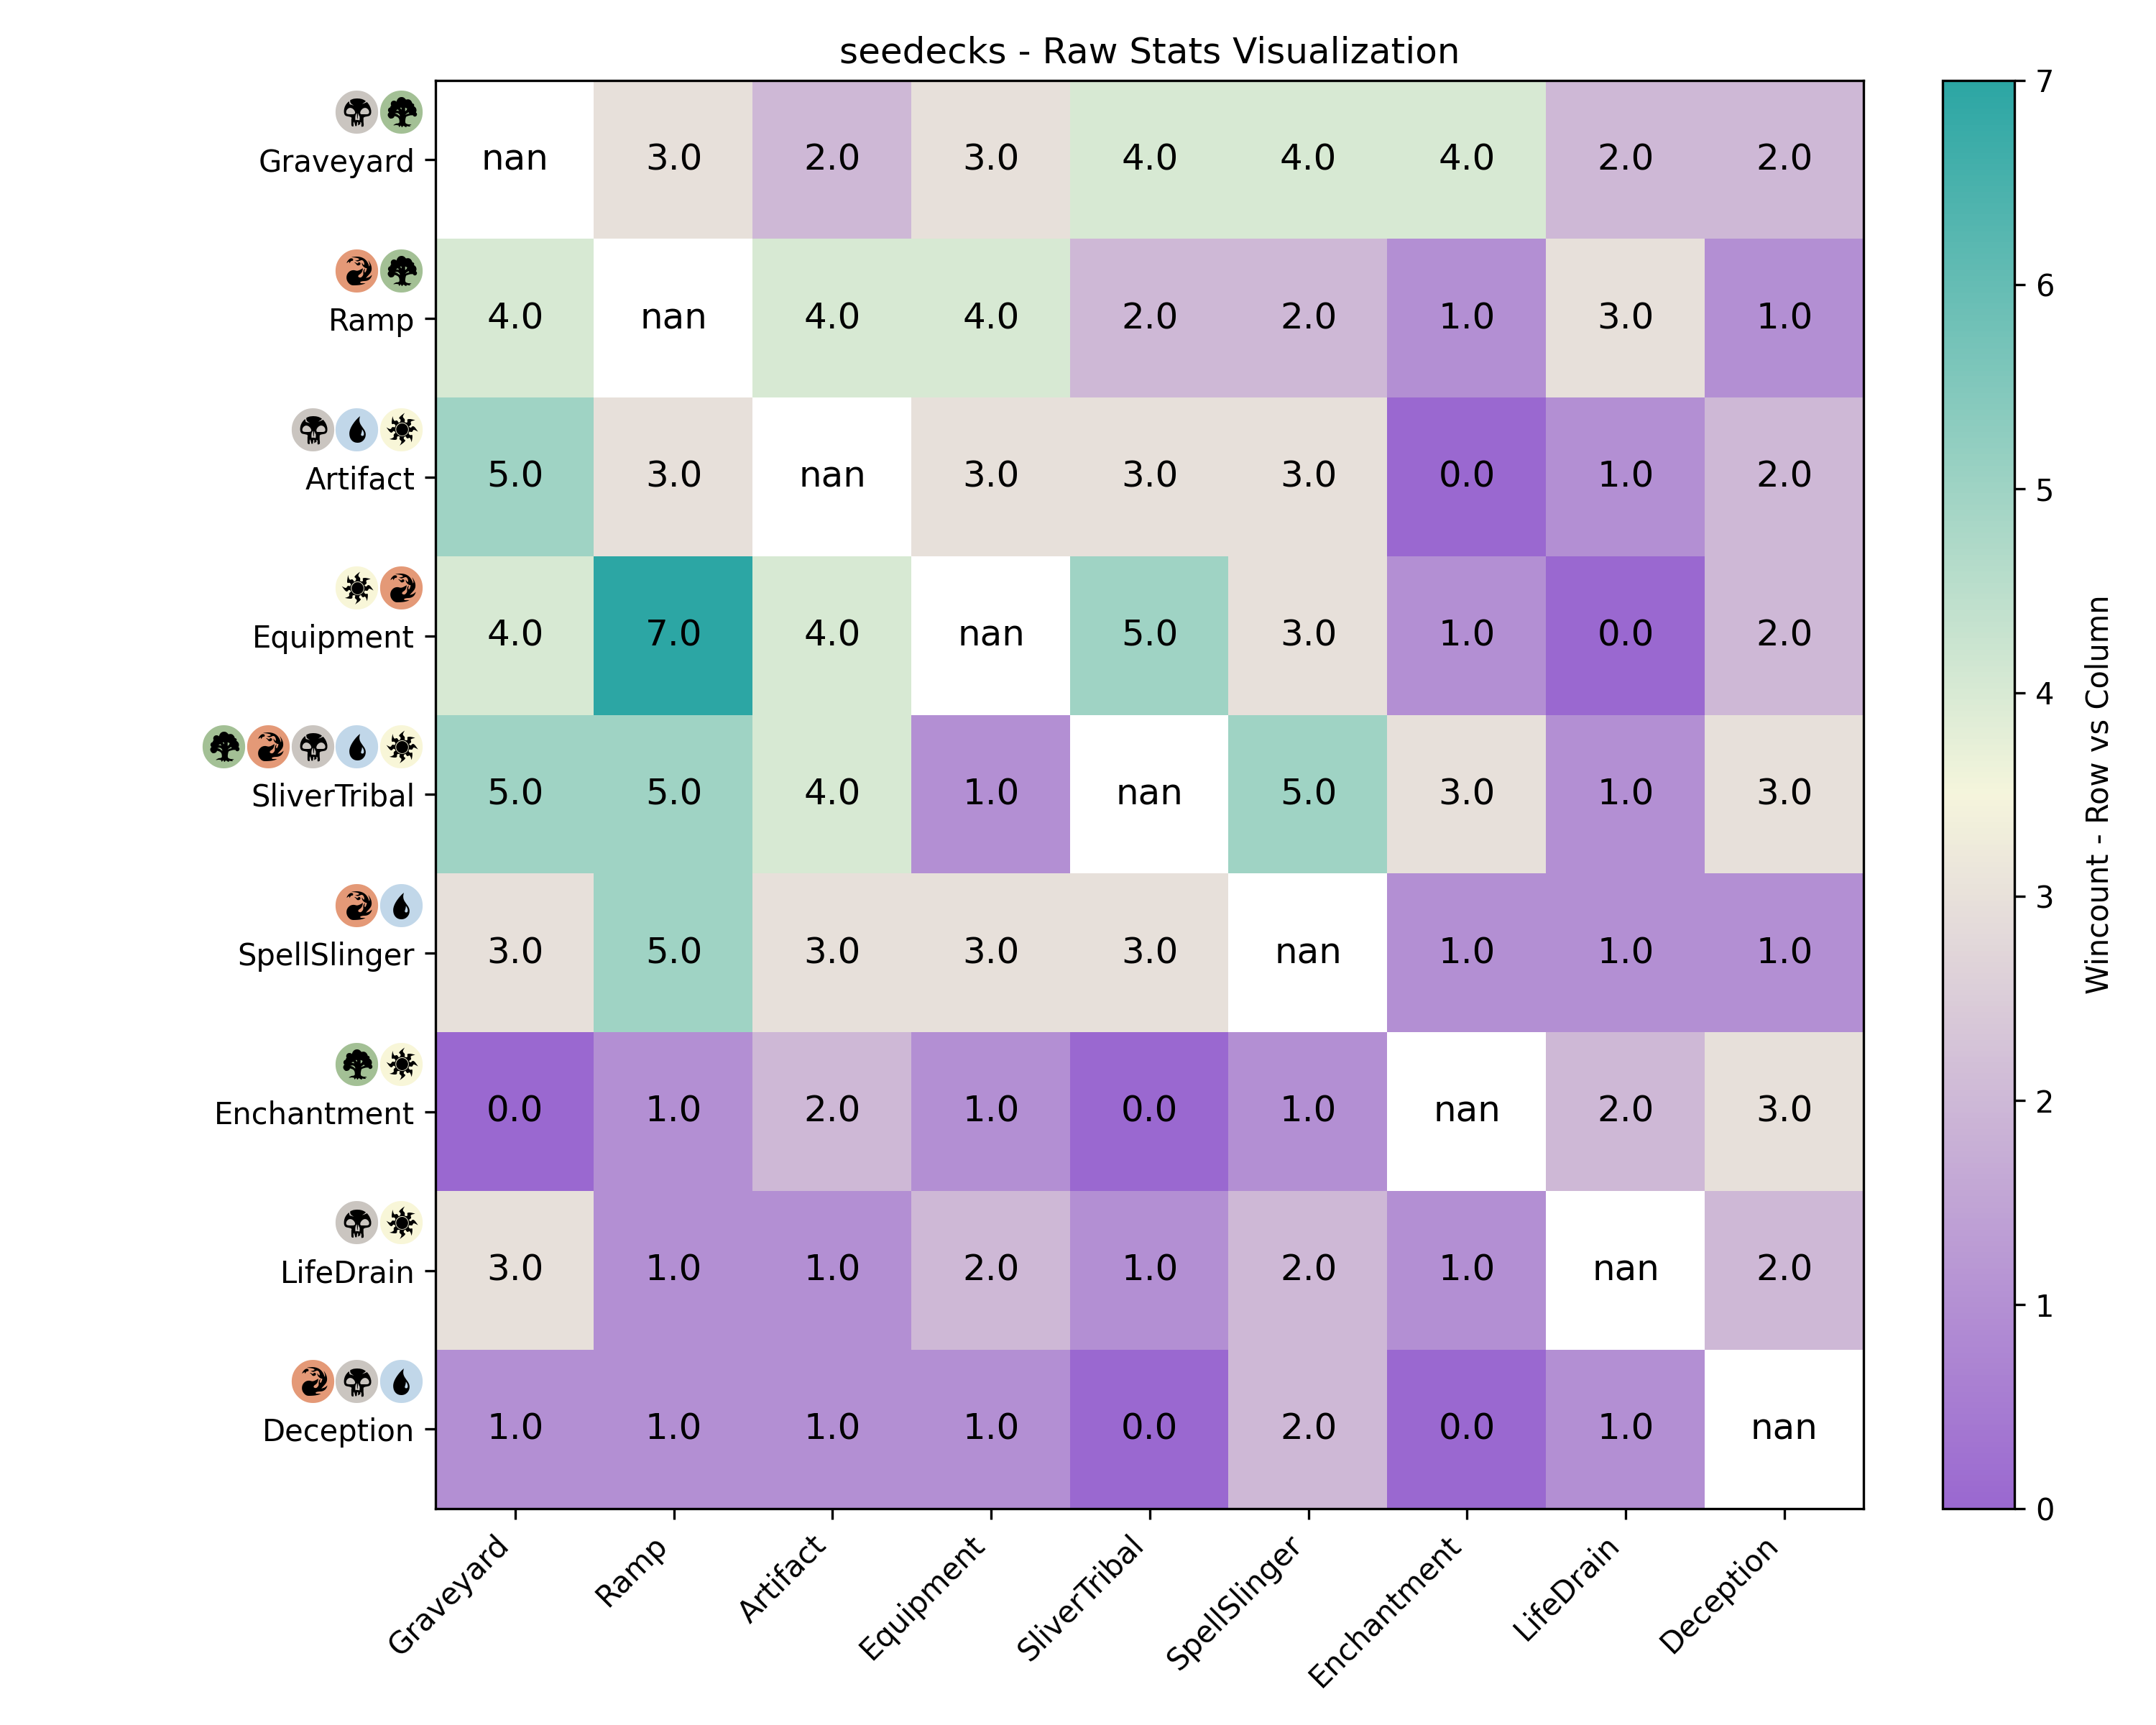 seedecks - Raw Stats Visualization
Graveyard nan 3.0 2.0 3.0 4.0 4.0 4.0 2.0 2.0
Ramp 4.0 nan 4.0 4.0 2.0 2.0 1.0 3.0 1.0
Artifact 5.0 3.0 nan 3.0 3.0 3.0 0.0 1.0 2.0
Equipment 4.0 7.0 4.0 nan 5.0 3.0 1.0 0.0 2.0
SliverTribal 5.0 5.0 4.0 1.0 nan 5.0 3.0 1.0 3.0
SpellSlinger 3.0 5.0 3.0 3.0 3.0 nan 1.0 1.0 1.0
Enchantment 0.0 1.0 2.0 1.0 0.0 1.0 nan 2.0 3.0
LifeDrain 3.0 1.0 1.0 2.0 1.0 2.0 1.0 nan 2.0
Deception 1.0 1.0 1.0 1.0 0.0 2.0 0.0 1.0 nan
Graveyard Ramp Artifact Equipment SliverTribal SpellSlinger Enchantment LifeDrain Deception
7
6
5
4
3
2
1
0
Wincount - Row vs Column